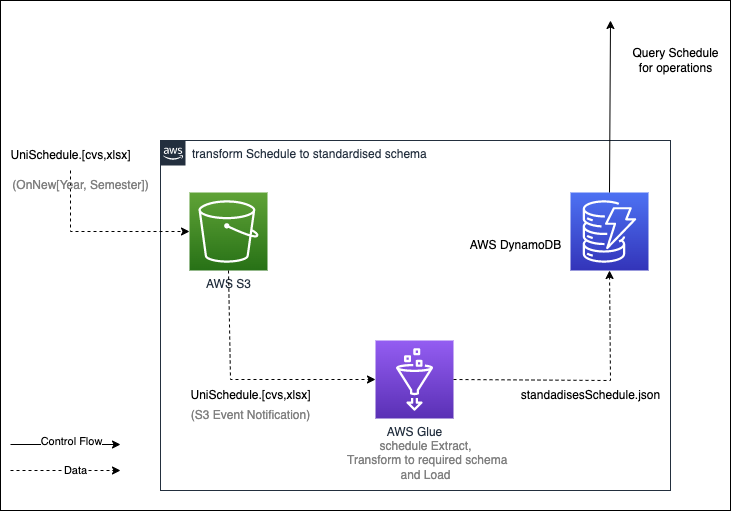 Query Schedule
for operations
UniSchedule.[cvs,xlsx]
(OnNew[Year, Semester])
aws
transform Schedule to standardised schema
AWS S3
AWS DynamoDB
UniSchedule.[cvs,xlsx]
(S3 Event Notification)
standadisesSchedule.json
AWS Glue
schedule Extract,
Transform to required schema
and Load
Control Flow
Data